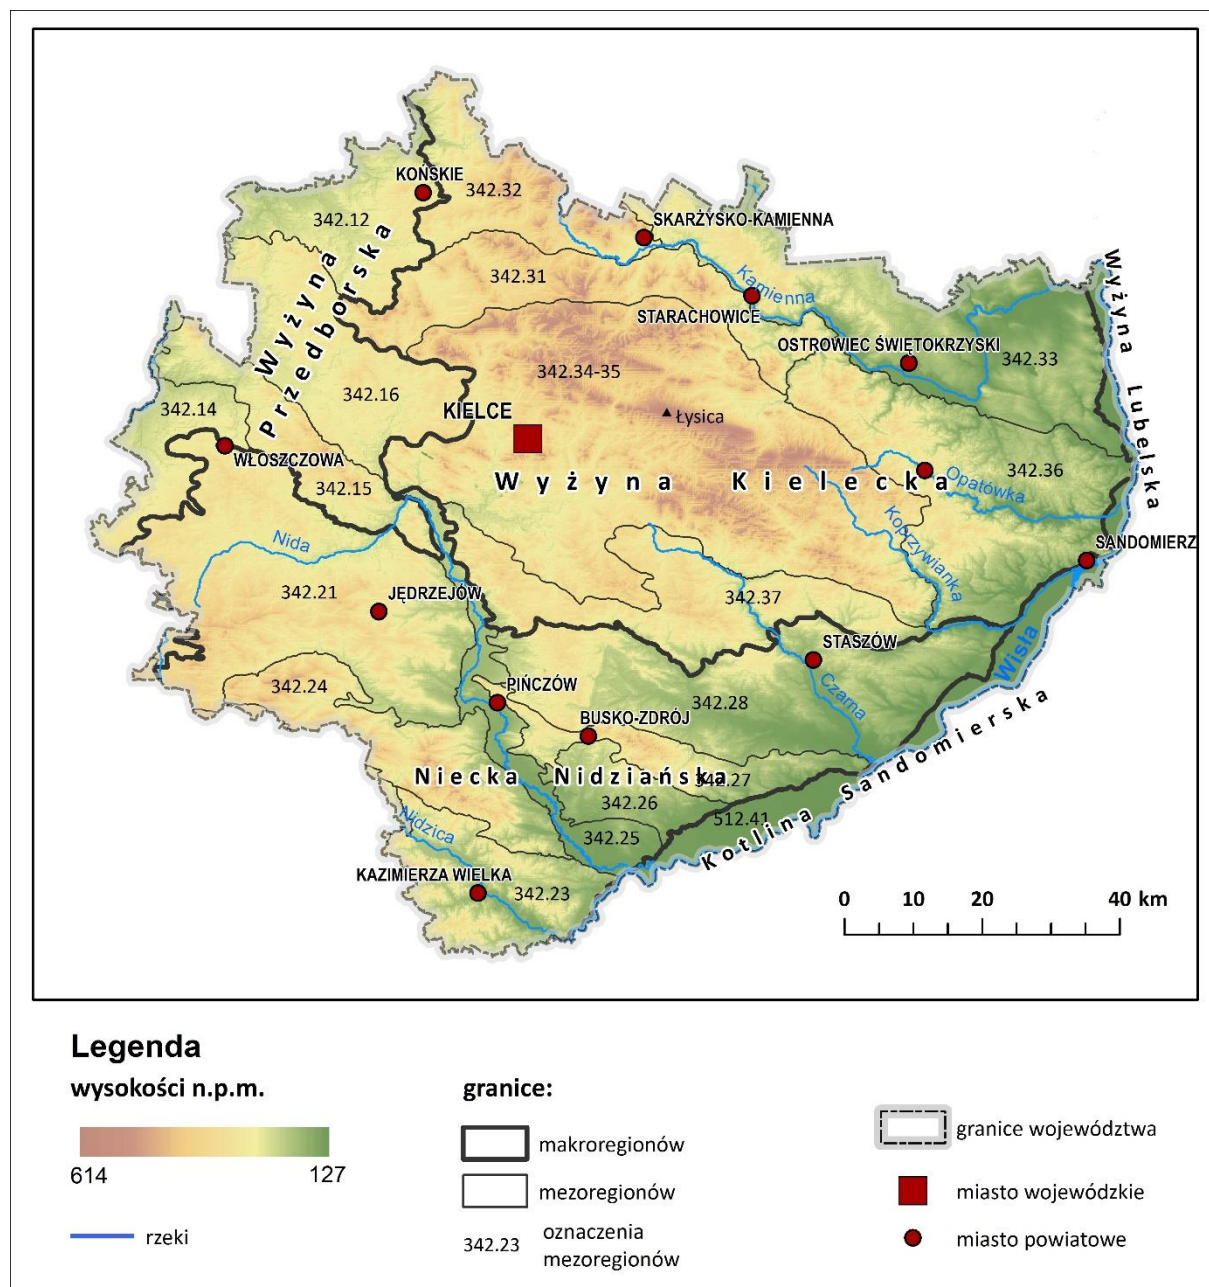 KOŃSKIE
342.32
342.12
SKARŻYSKO-KAMIENNA
Wyżyna
Przedborska
342.31
Kamienna
STARACHOWICE
Wyżyna Lubelska
OSTROWIEC ŚWIĘTOKRZYSKI
342.33
342.34-35
342.16
342.14
KIELCE
Łysica
WŁOSZCZOWA
342.15
Wyżyna Kielecka
342.36
Opatówka
Koprzywianka
SANDOMIERZ
Nida
342.21
JĘDRZEJÓW
342.37
STASZÓW
Wisła
342.24
PIŃCZÓW
342.28
Czarna
BUSKO-ZDRÓJ
Niecka Nidziańska
342.27
342.26
512.41
Kotlina Sandomierska
Nidzica
342.25
KAZIMIERZA WIELKA
342.23
0 10 20 40 km
Legenda
wysokości n.p.m.
614 127
rzeki
granice:
makroregionów
mezoregionów
342.23 oznaczenia
mezoregionów
granice województwa
miasto wojewódzkie
miasto powiatowe